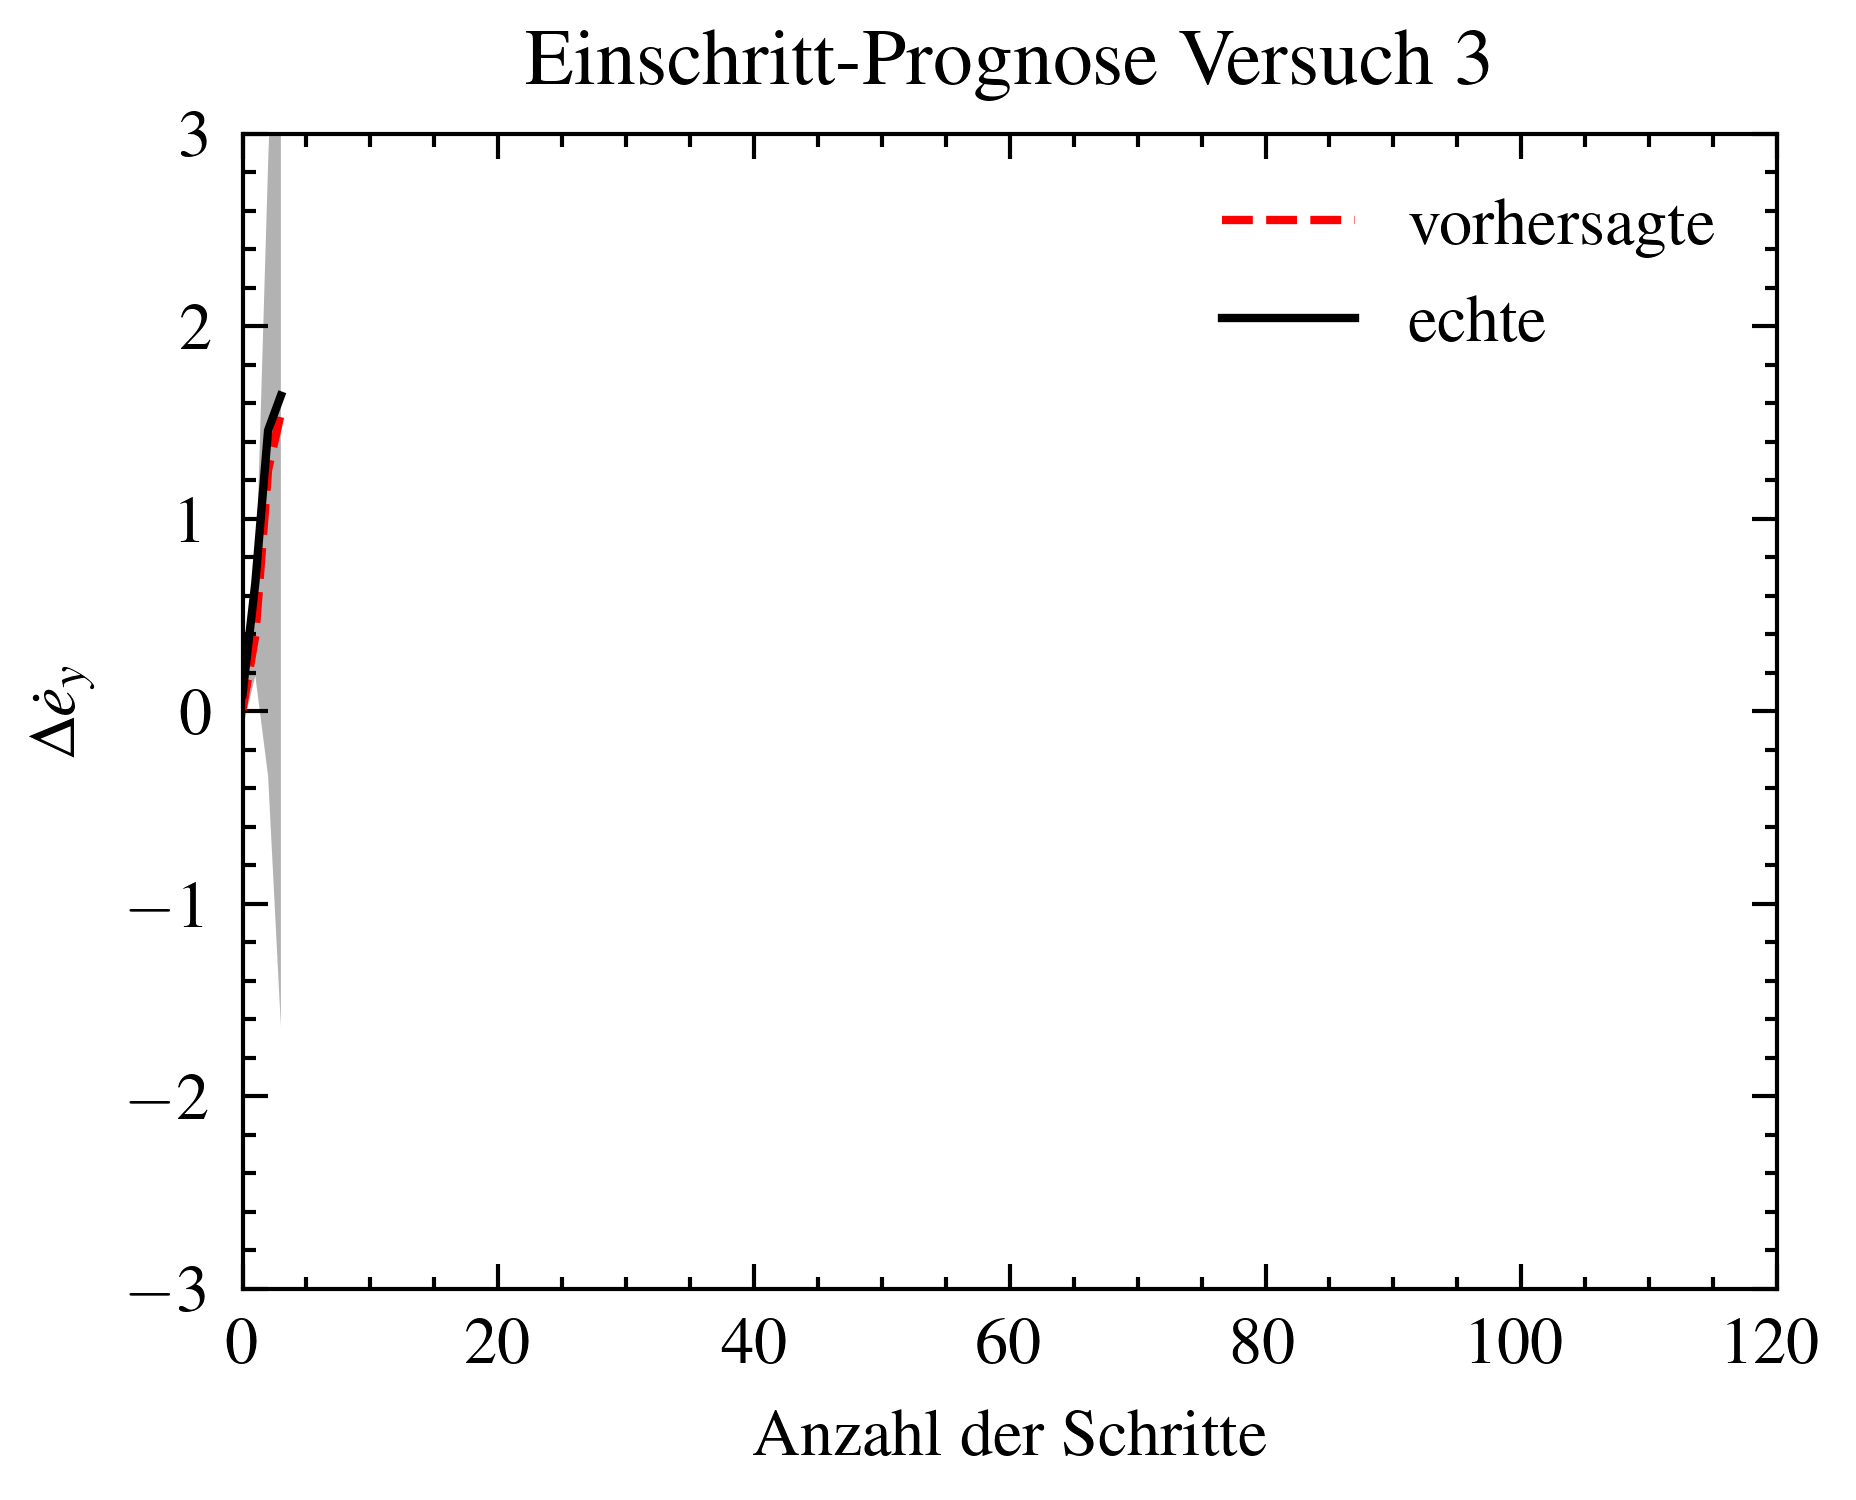 Einschritt-Prognose Versuch 3
3
2
1
0
−1
−2
−3
Δėy
vorhersagte
echte
0 20 40 60 80 100 120
Anzahl der Schritte